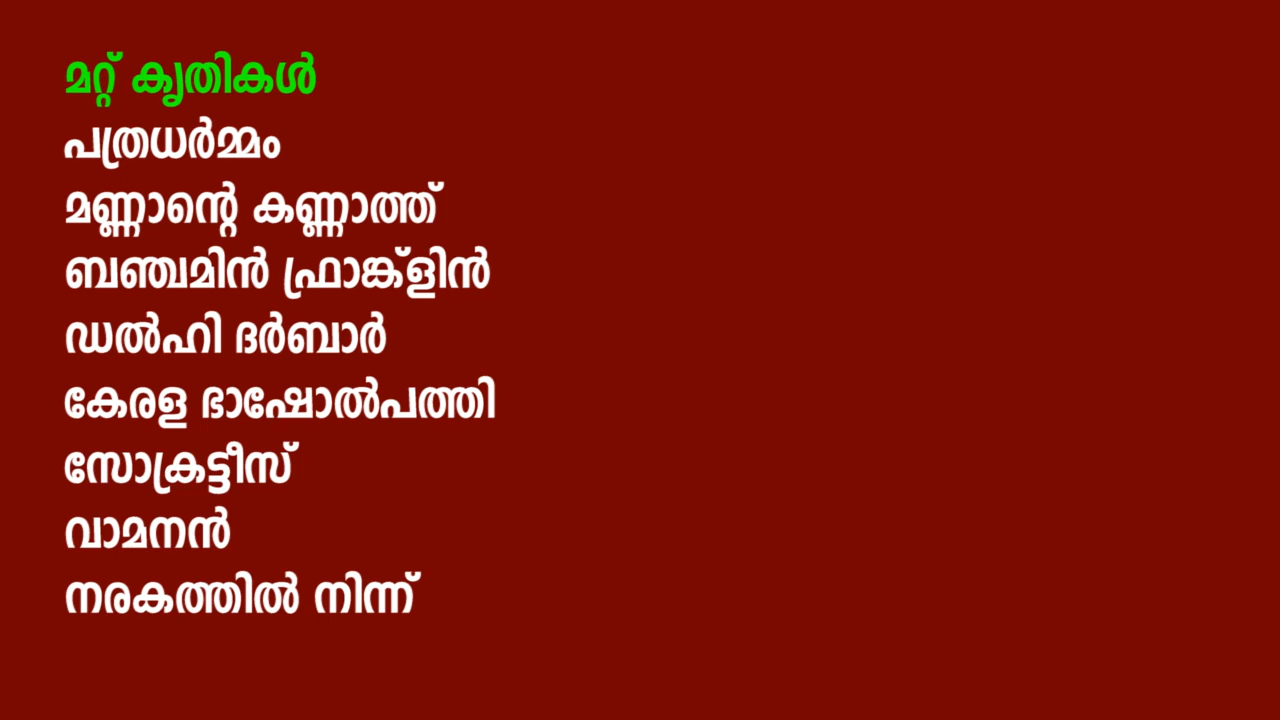 മറ്റ് കൃതികൾ
പത്രധർമ്മം
മണ്ണാന്റെ കണ്ണാത്ത്
ബഞ്ചമിൻ ഫ്രാങ്ക്ളിൻ
ഡൽഹി ദർബാർ
കേരള ഭാഷോൽപത്തി
സോക്രട്ടീസ്
വാമനൻ
നരകത്തിൽ നിന്ന്